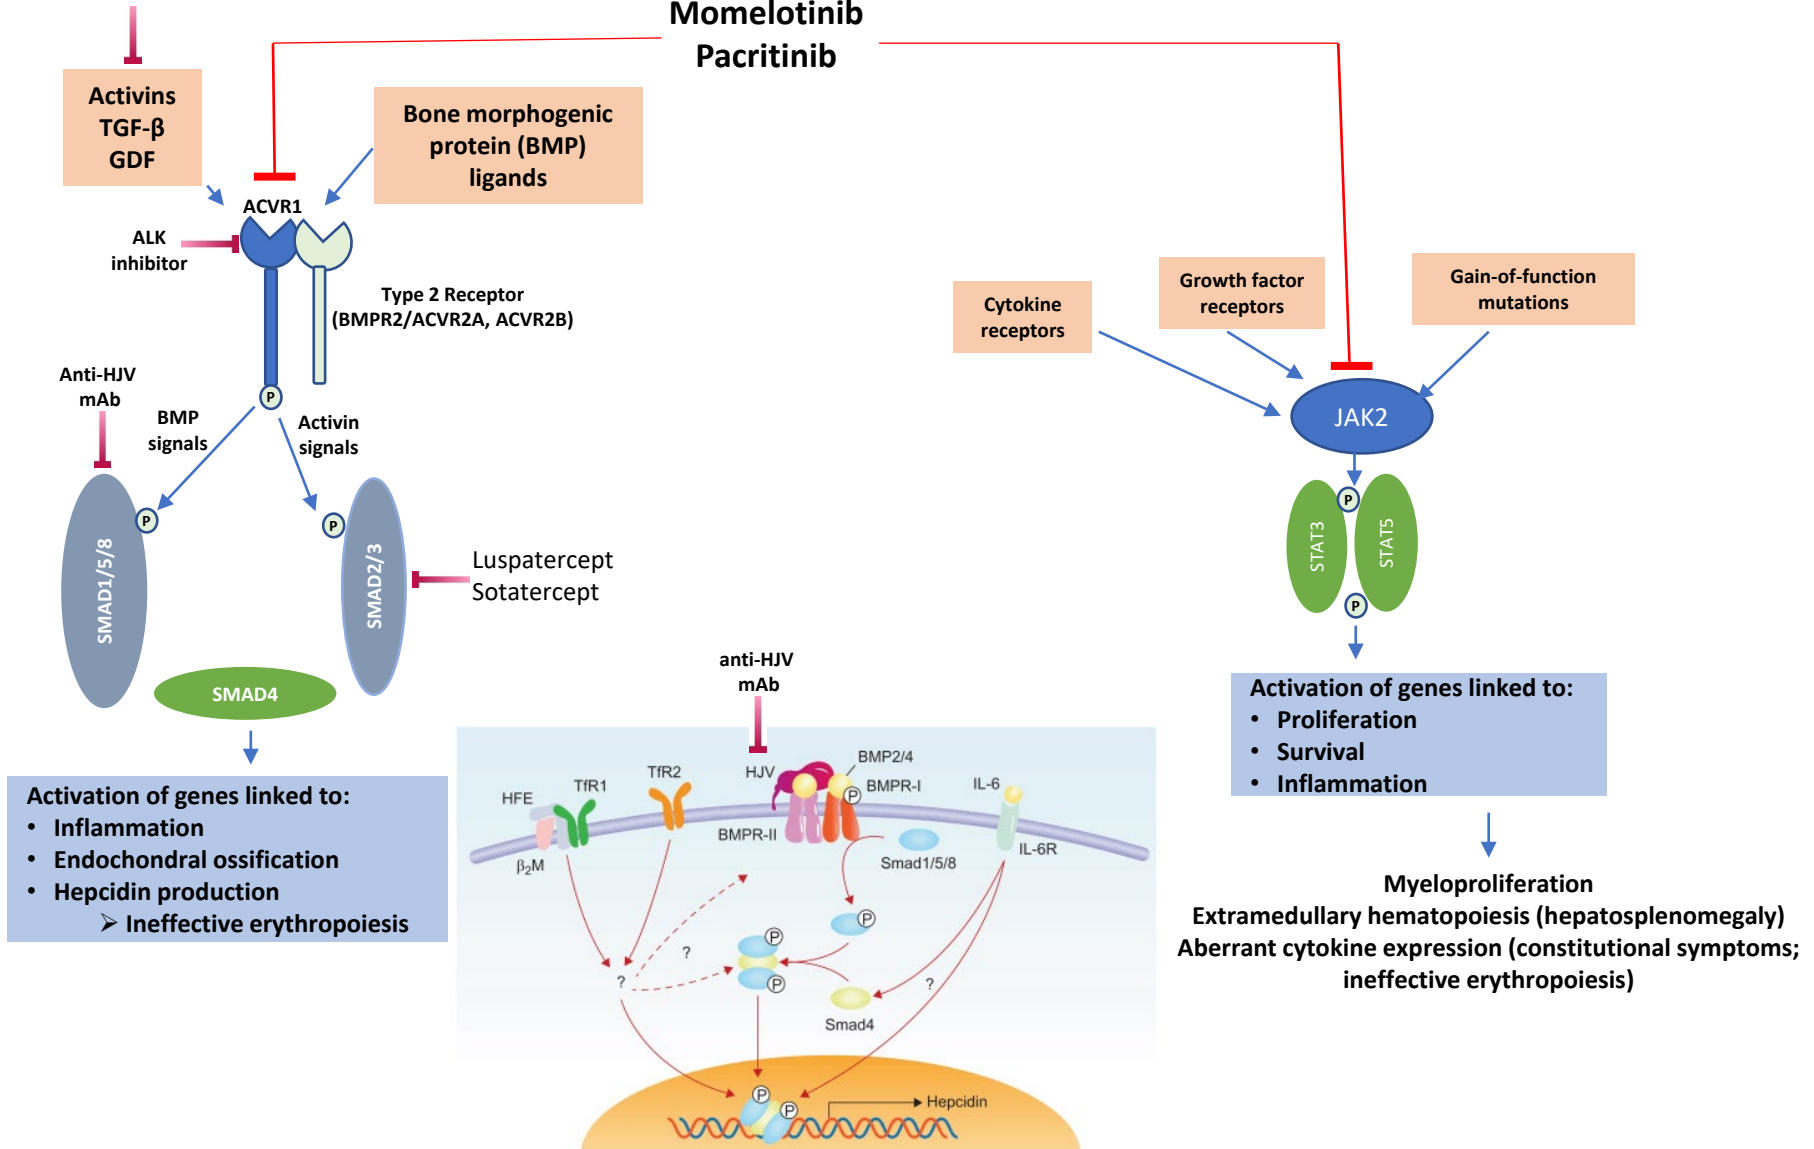 Momelotinib
Pacritinib
Activins
TGF-β
GDF
Bone morphogenic
protein (BMP)
ligands
ACVR1
ALK
inhibitor
Type 2 Receptor
(BMPR2/ACVR2A, ACVR2B)
Anti-HJV
mAb
P
BMP
signals
Activin
signals
P
P
SMAD1/5/8
SMAD2/3
Luspatercept
Sotatercept
SMAD4
Activation of genes linked to:
• Inflammation
• Endochondral ossification
• Hepcidin production
➢ Ineffective erythropoiesis
Cytokine
receptors
Growth factor
receptors
Gain-of-function
mutations
JAK2
P
STAT3
STAT5
P
Activation of genes linked to:
• Proliferation
• Survival
• Inflammation
Myeloproliferation
Extramedullary hematopoiesis (hepatosplenomegaly)
Aberrant cytokine expression (constitutional symptoms;
ineffective erythropoiesis)
anti-HJV
mAb
HFE
TfR1
TfR2
HJV
BMP2/4
BMPR-I
P
IL-6
BMPR-II
β2M
Smad1/5/8
IL-6R
P
P
P
?
?
?
Smad4
P
P
Hepcidin